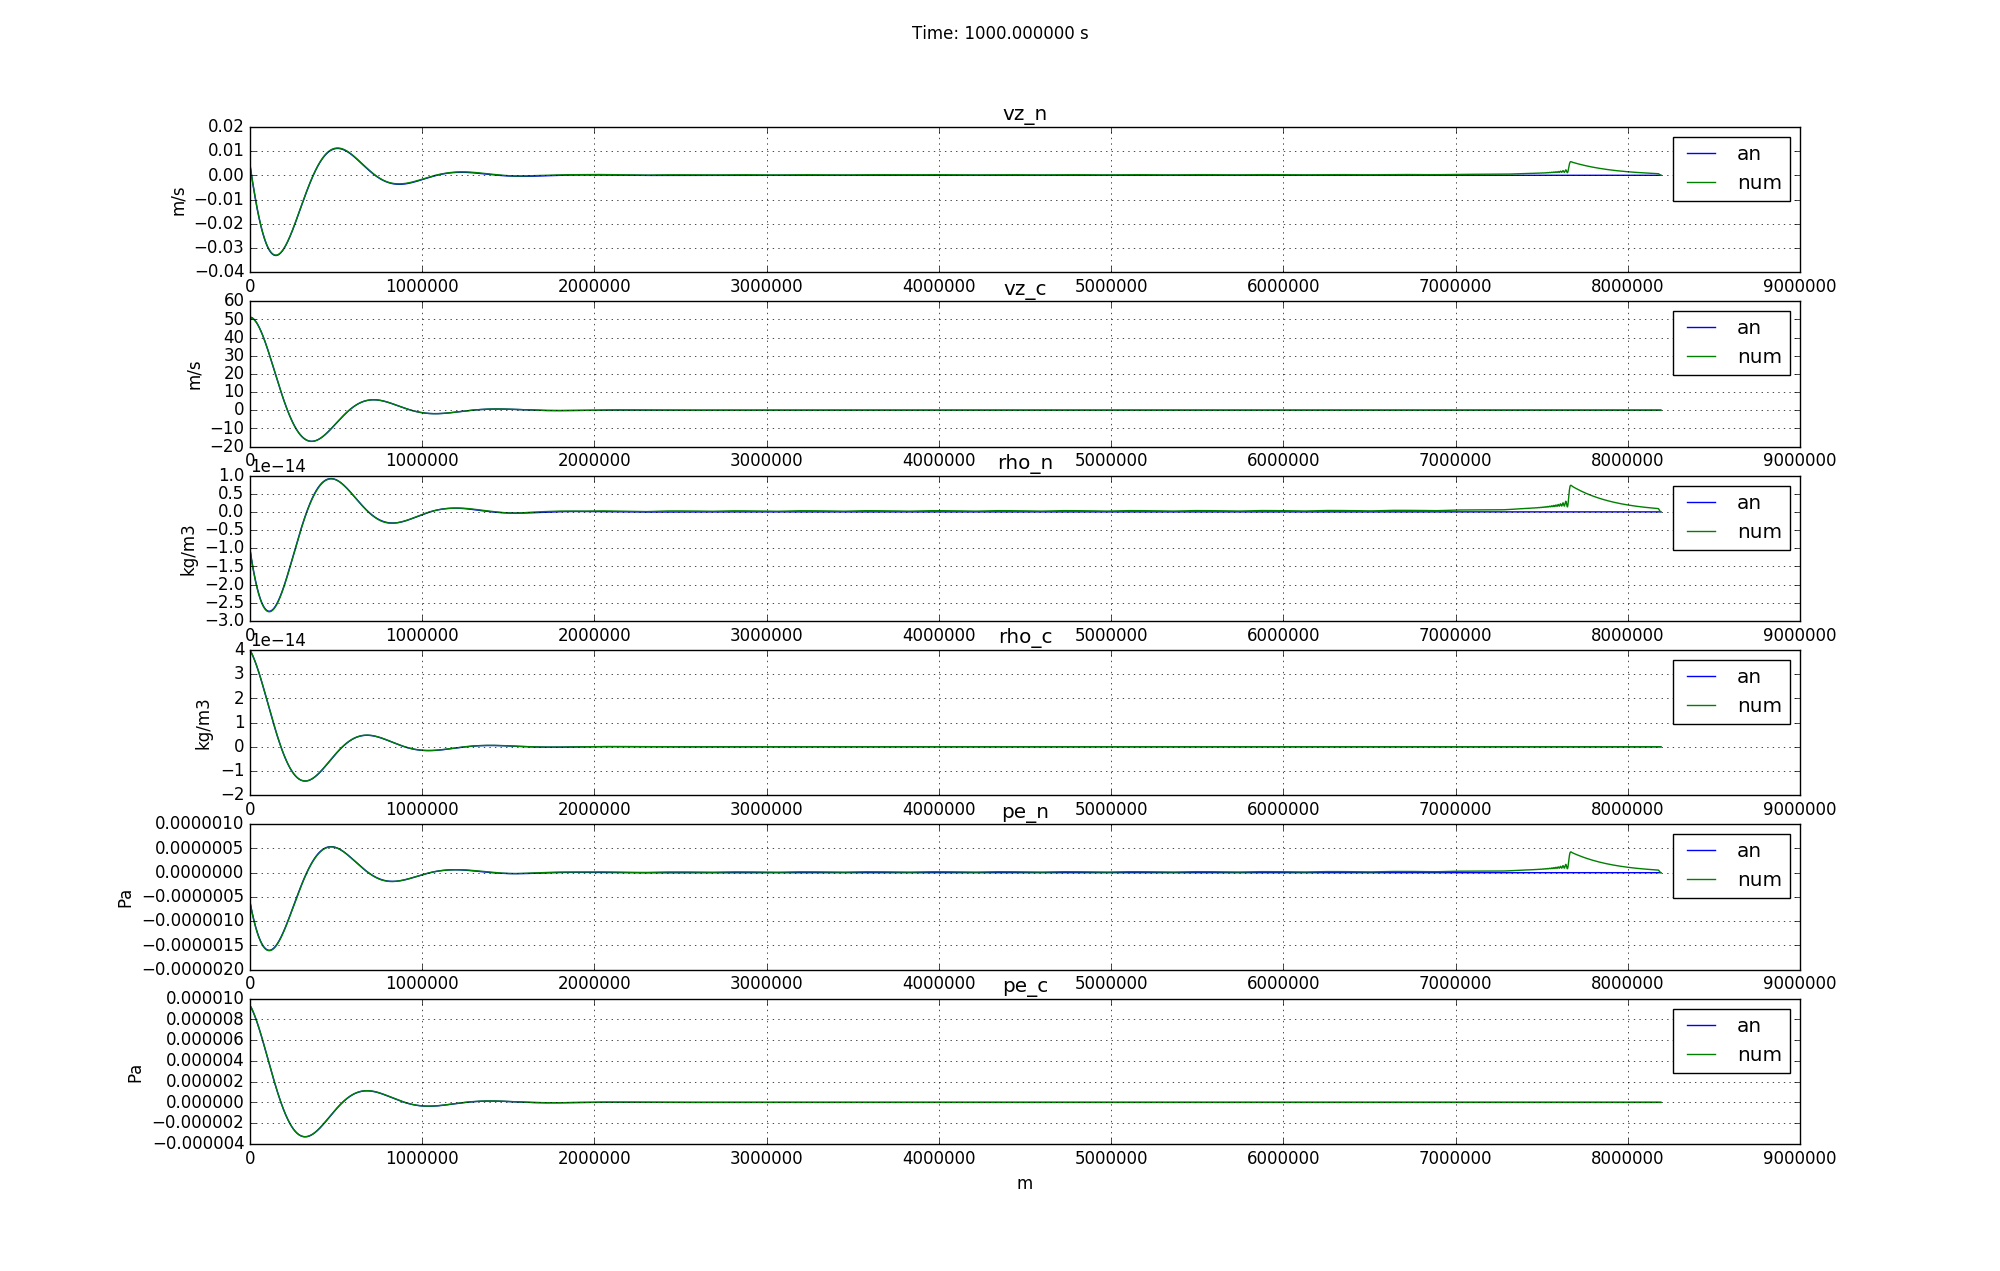 Time: 1000.000000 s
vz_n
0.02
0.01
0.00
−0.01
−0.02
−0.03
−0.04
m/s
an
num
0 1000000 2000000 3000000 4000000 5000000 6000000 7000000 8000000 9000000
vz_c
60
50
40
30
20
10
0
−10
−20
m/s
an
num
0 1000000 2000000 3000000 4000000 5000000 6000000 7000000 8000000 9000000
1e−14
rho_n
1.0
0.5
0.0
−0.5
−1.0
−1.5
−2.0
−2.5
−3.0
kg/m3
an
num
0 1000000 2000000 3000000 4000000 5000000 6000000 7000000 8000000 9000000
1e−14
rho_c
4
3
2
1
0
−1
−2
kg/m3
an
num
0 1000000 2000000 3000000 4000000 5000000 6000000 7000000 8000000 9000000
pe_n
0.0000010
0.0000005
0.0000000
−0.0000005
−0.0000010
−0.0000015
−0.0000020
Pa
an
num
0 1000000 2000000 3000000 4000000 5000000 6000000 7000000 8000000 9000000
pe_c
0.000010
0.000008
0.000006
0.000004
0.000002
0.000000
−0.000002
−0.000004
Pa
an
num
0 1000000 2000000 3000000 4000000 5000000 6000000 7000000 8000000 9000000
m